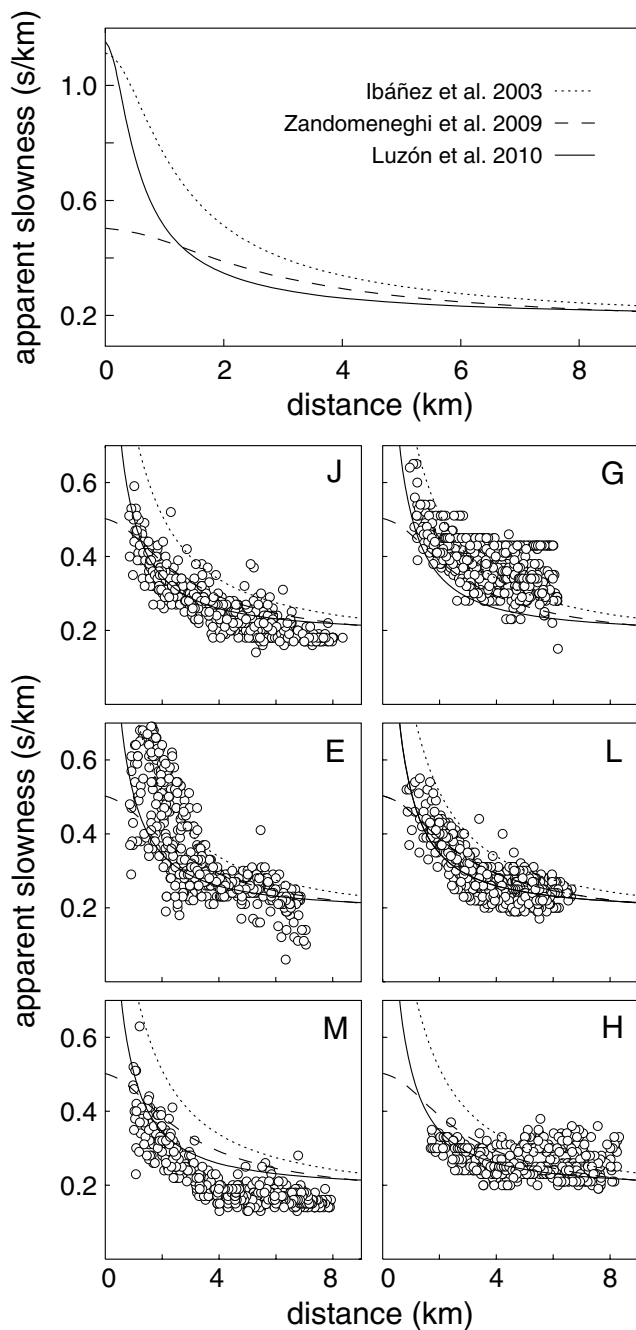 apparent slowness (s/km)
1.0
0.6
0.2
Ibáñez et al. 2003
Zandomeneghi et al. 2009
Luzón et al. 2010
0 2 4 6 8
distance (km)
apparent slowness (s/km)
0.6
0.4
0.2
J
G
0.6
0.4
0.2
E
L
0.6
0.4
0.2
M
H
0 4 8 0 4 8
distance (km) distance (km)